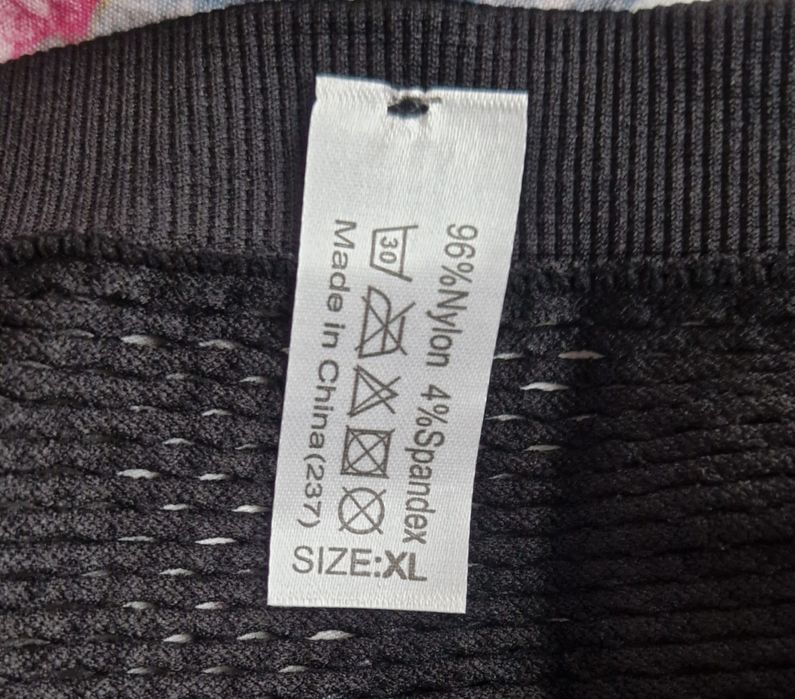 96%Nylon 4%Spandex
30
Made in China(237)
SIZE:XL